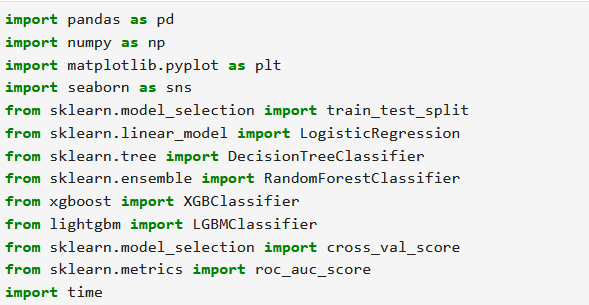 import pandas as pd
import numpy as np
import matplotlib.pyplot as plt
import seaborn as sns
from sklearn.model_selection import train_test_split
from sklearn.linear_model import LogisticRegression
from sklearn.tree import DecisionTreeClassifier
from sklearn.ensemble import RandomForestClassifier
from xgboost import XGBClassifier
from lightgbm import LGBMClassifier
from sklearn.model_selection import cross_val_score
from sklearn.metrics import roc_auc_score
import time